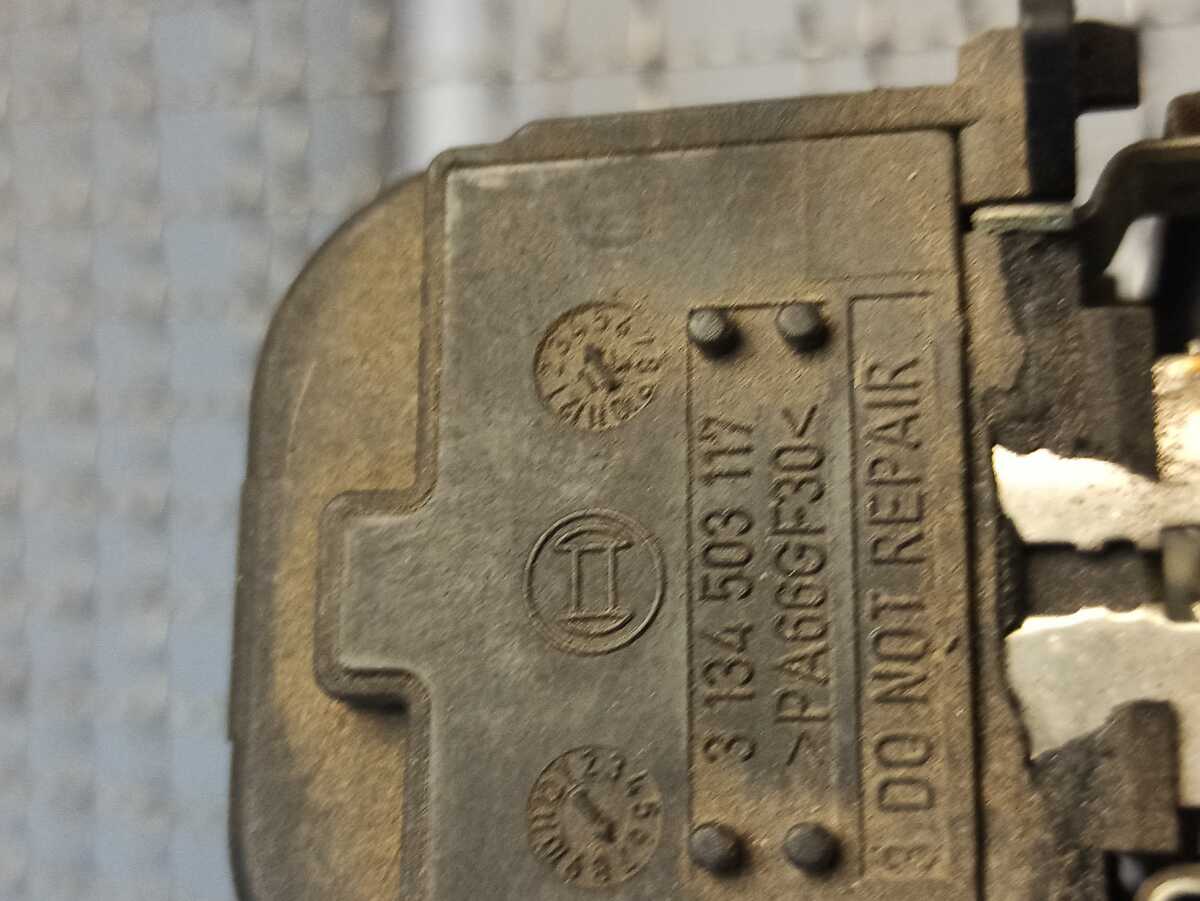 3 134 503 117
>PA66GF30<
DO NOT REPAIR